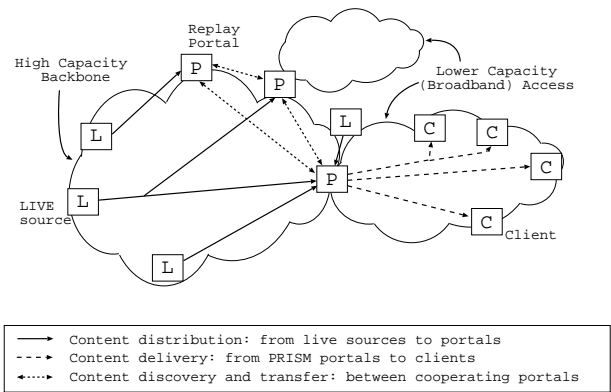 Replay
Portal
High Capacity
Backbone
Lower Capacity
(Broadband) Access
P
P
L
L
C
C
C
P
L
LIVE
source
C
Client
L
Content distribution: from live sources to portals
Content delivery: from PRISM portals to clients
Content discovery and transfer: between cooperating portals